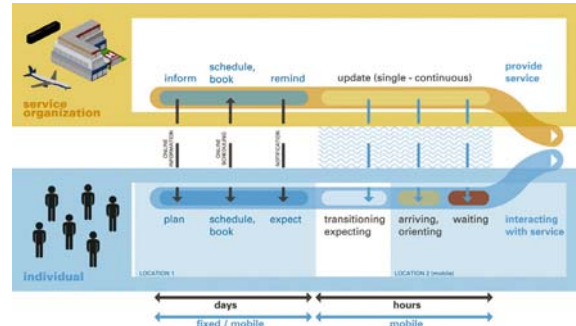 schedule,
inform book remind update (single - continuous) provide
service
service
organization
ONLINE
INFORMATION
ONLINE
SCHEDULING
NOTIFICATION
plan schedule, expect transitioning arriving, waiting interacting
book expecting orienting with service
individual
LOCATION 1 LOCATION 2 (mobile)
days hours
fixed / mobile mobile